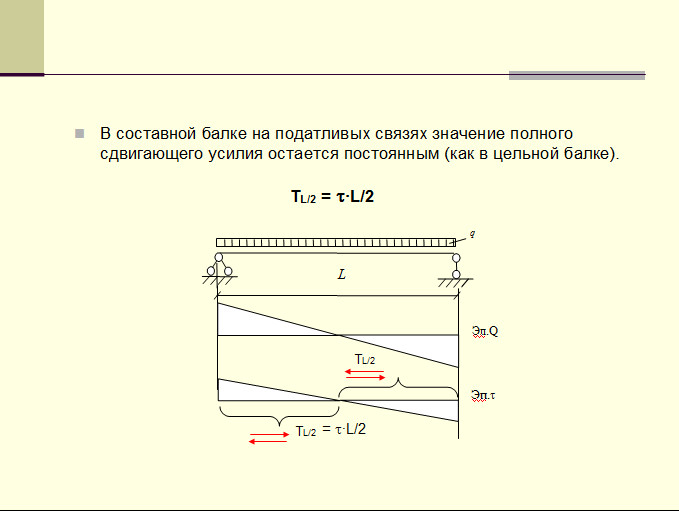 В составной балке на податливых связях значение полного
сдвигающего усилия остается постоянным (как в цельной балке).
TL/2 = τ·L/2
q
L
Эп.Q
TL/2
Эп.τ
TL/2 = τ·L/2